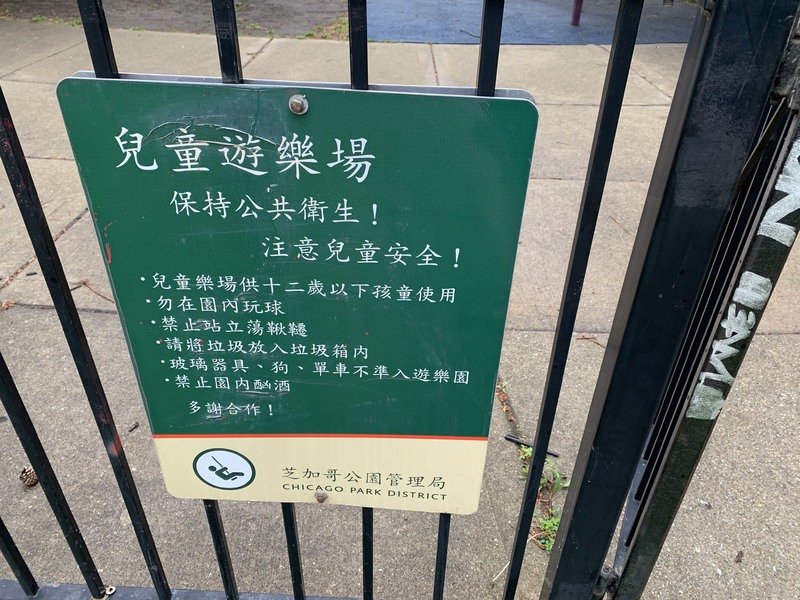 兒童遊樂場
保持公共衛生！
注意兒童安全！
·兒童樂場供十二歲以下孩童使用
·勿在園內玩球
·禁止站立蕩鞦韆
·請將垃圾放入垃圾箱內
·玻璃器具、狗、單車不準入遊樂園
·禁止園內酗酒
多謝合作！
芝加哥公園管理局
CHICAGO PARK DISTRICT